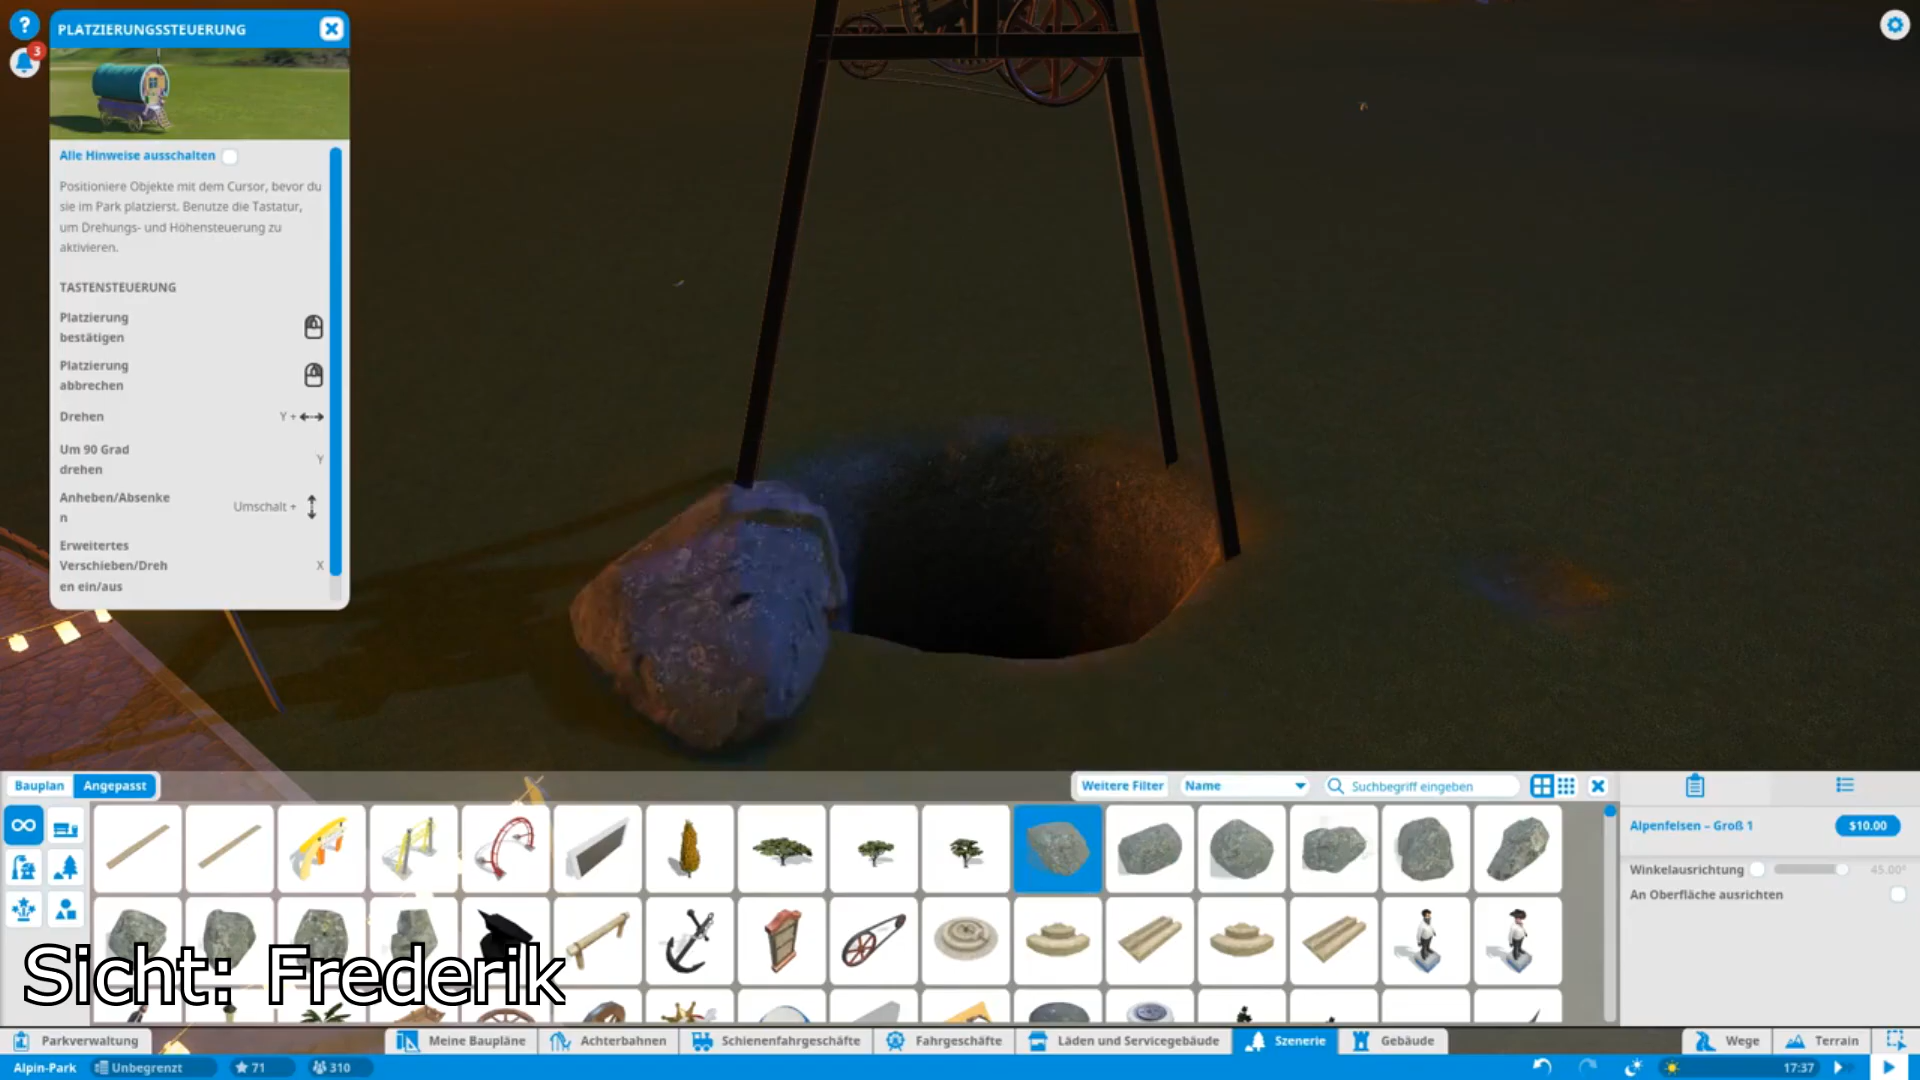 ?
3
PLATZIERUNGSSTEUERUNG
Alle Hinweise ausschalten
Positioniere Objekte mit dem Cursor, bevor du
sie im Park platzierst. Benutze die Tastatur,
um Drehungs- und Höhensteuerung zu
aktivieren.
TASTENSTEUERUNG
Platzierung
bestätigen
Platzierung
abbrechen
Drehen Y +
Um 90 Grad
drehen Y
Anheben/Absenke
n Umschalt +
Erweitertes
Verschieben/Dreh
en ein/aus X
Bauplan Angepasst Weitere Filter Name Suchbegriff eingeben
Alpenfelsen – Groß 1 $10.00
Winkelausrichtung 45.00°
An Oberfläche ausrichten
Sicht: Frederik
Parkverwaltung Meine Baupläne Achterbahnen Schienenfahrgeschäfte Fahrgeschäfte Läden und Servicegebäude Szenerie Gebäude Wege Terrain
Alpin-Park Unbegrenzt 71 310 17:37